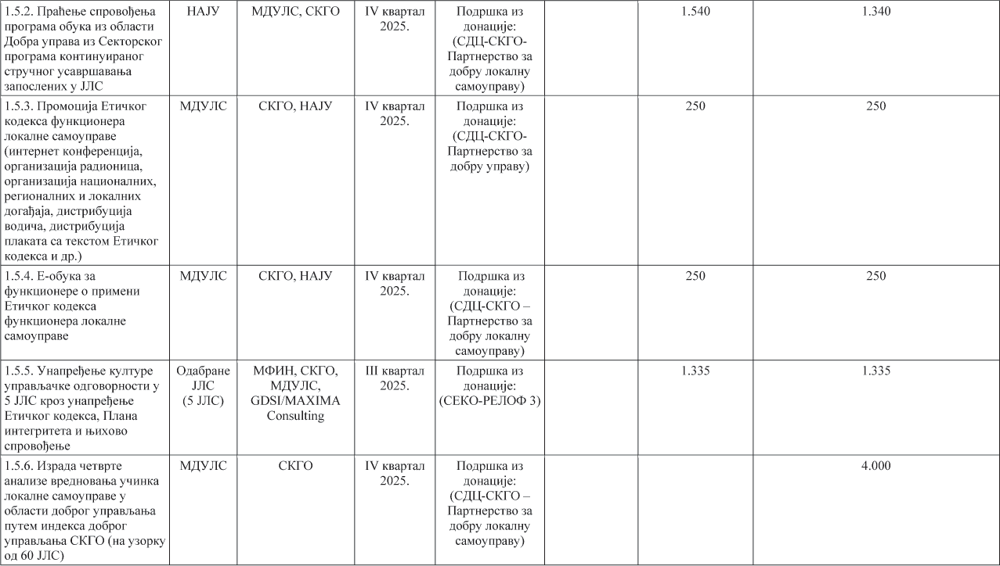 1.5.2. Праћење спровођења
програма обука из области
Добра управа из Секторског
програма континуираног
стручног усавршавања
запослених у ЈЛС
НАЈУ
МДУЛС, СКГО
IV квартал
2025.
Подршка из
донације:
(СДЦ-СКГО-
Партнерство за
добру локалну
самоуправу)
1.540
1.340
1.5.3. Промоција Етичког
кодекса функционера
локалне самоуправе
(интернет конференција,
организација радионица,
организација националних,
регионалних и локалних
догађаја, дистрибуција
водича, дистрибуција
плаката са текстом Етичког
кодекса и др.)
МДУЛС
СКГО, НАЈУ
IV квартал
2025.
Подршка из
донације:
(СДЦ-СКГО-
Партнерство за
добру управу)
250
250
1.5.4. Е-обука за
функционере о примени
Етичког кодекса
функционера локалне
самоуправе
МДУЛС
СКГО, НАЈУ
IV квартал
2025.
Подршка из
донације:
(СДЦ-СКГО –
Партнерство за
добру локалну
самоуправу)
250
250
1.5.5. Унапређење културе
управљачке одговорности у
5 ЈЛС кроз унапређење
Етичког кодекса, Плана
интегритета и њихово
спровођење
Одабране
ЈЛС
(5 ЈЛС)
МФИН, СКГО,
МДУЛС,
GDSI/MAXIMA
Consulting
III квартал
2025.
Подршка из
донације:
(СЕКО-РЕЛОФ 3)
1.335
1.335
1.5.6. Израда четврте
анализе вредновања учинка
локалне самоуправе у
области доброг управљања
путем индекса доброг
управљања СКГО (на узорку
од 60 ЈЛС)
МДУЛС
СКГО
IV квартал
2025.
Подршка из
донације:
(СДЦ-СКГО –
Партнерство за
добру локалну
самоуправу)
4.000